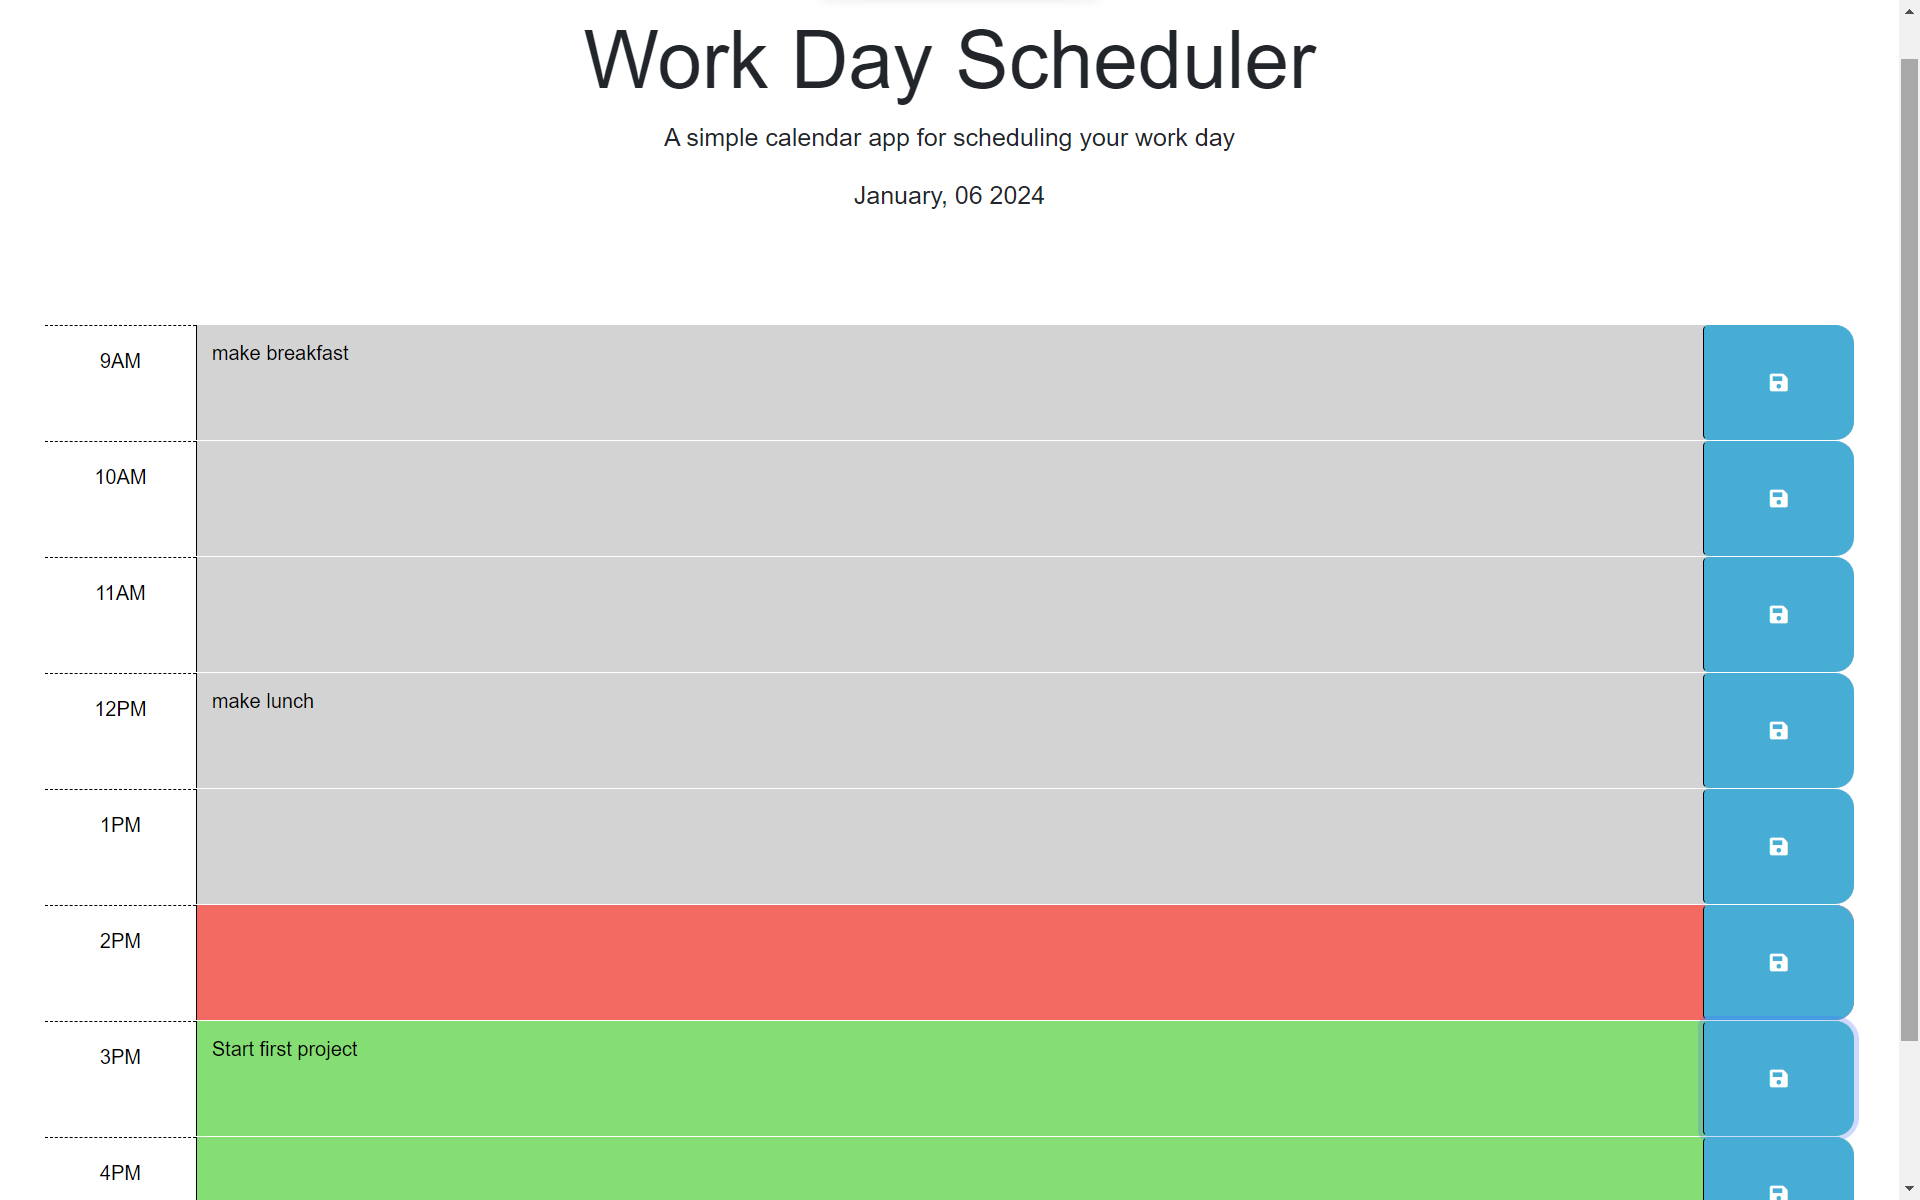 Work Day Scheduler
A simple calendar app for scheduling your work day
January, 06 2024
9AM
make breakfast
10AM
11AM
12PM
make lunch
1PM
2PM
3PM
Start first project
4PM